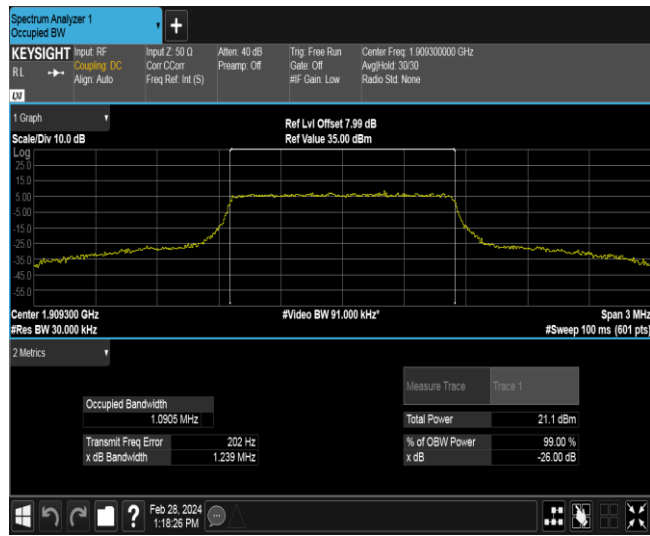 Spectrum Analyzer 1
Occupied BW
+
KEYSIGHT
RL
LXI
Input: RF
Coupling: DC
Align: Auto
Input Z: 50 Ω
Corr CCorr
Freq Ref: Int (S)
Atten: 40 dB
Preamp: Off
Trig: Free Run
Gate: Off
#IF Gain: Low
Center Freq: 1.909300000 GHz
Avg|Hold: 30/30
Radio Std: None
1 Graph
Scale/Div 10.0 dB
Ref Lvl Offset 7.99 dB
Ref Value 35.00 dBm
Log
25.0
15.0
5.00
-5.00
-15.0
-25.0
-35.0
-45.0
-55.0
Center 1.909300 GHz
#Res BW 30.000 kHz
#Video BW 91.000 kHz*
Span 3 MHz
#Sweep 100 ms (601 pts)
2 Metrics
Measure Trace Trace 1
Occupied Bandwidth
1.0905 MHz
Total Power 21.1 dBm
Transmit Freq Error 202 Hz
% of OBW Power 99.00 %
x dB Bandwidth 1.239 MHz
x dB -26.00 dB
?
Feb 28, 2024
1:18:26 PM